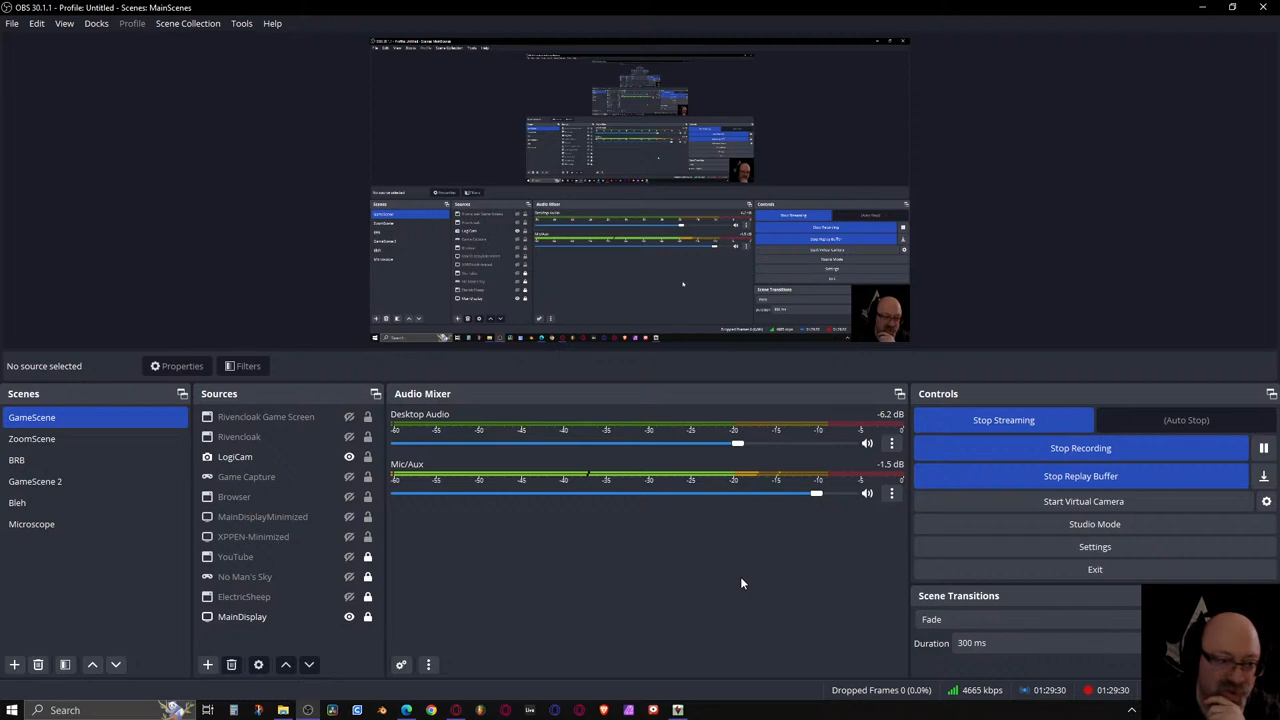 OBS 30.1.1 - Profile: Untitled - Scenes: MainScenes
File Edit View Docks Profile Scene Collection Tools Help
No source selected
Properties
Filters
Scenes
GameScene
ZoomScene
BRB
GameScene 2
Bleh
Microscope
Sources
Rivencloak Game Screen
Rivencloak
LogiCam
Game Capture
Browser
MainDisplayMinimized
XPPEN-Minimized
YouTube
No Man's Sky
ElectricSheep
MainDisplay
Audio Mixer
Desktop Audio -6.2 dB
-60 -55 -50 -45 -40 -35 -30 -25 -20 -15 -10 -5 0
Mic/Aux -1.5 dB
-60 -55 -50 -45 -40 -35 -30 -25 -20 -15 -10 -5 0
Controls
Stop Streaming (Auto Stop)
Stop Recording
Stop Replay Buffer
Start Virtual Camera
Studio Mode
Settings
Exit
Scene Transitions
Fade
Duration 300 ms
Dropped Frames 0 (0.0%) 4665 kbps 01:29:30 01:29:30
Search
Live